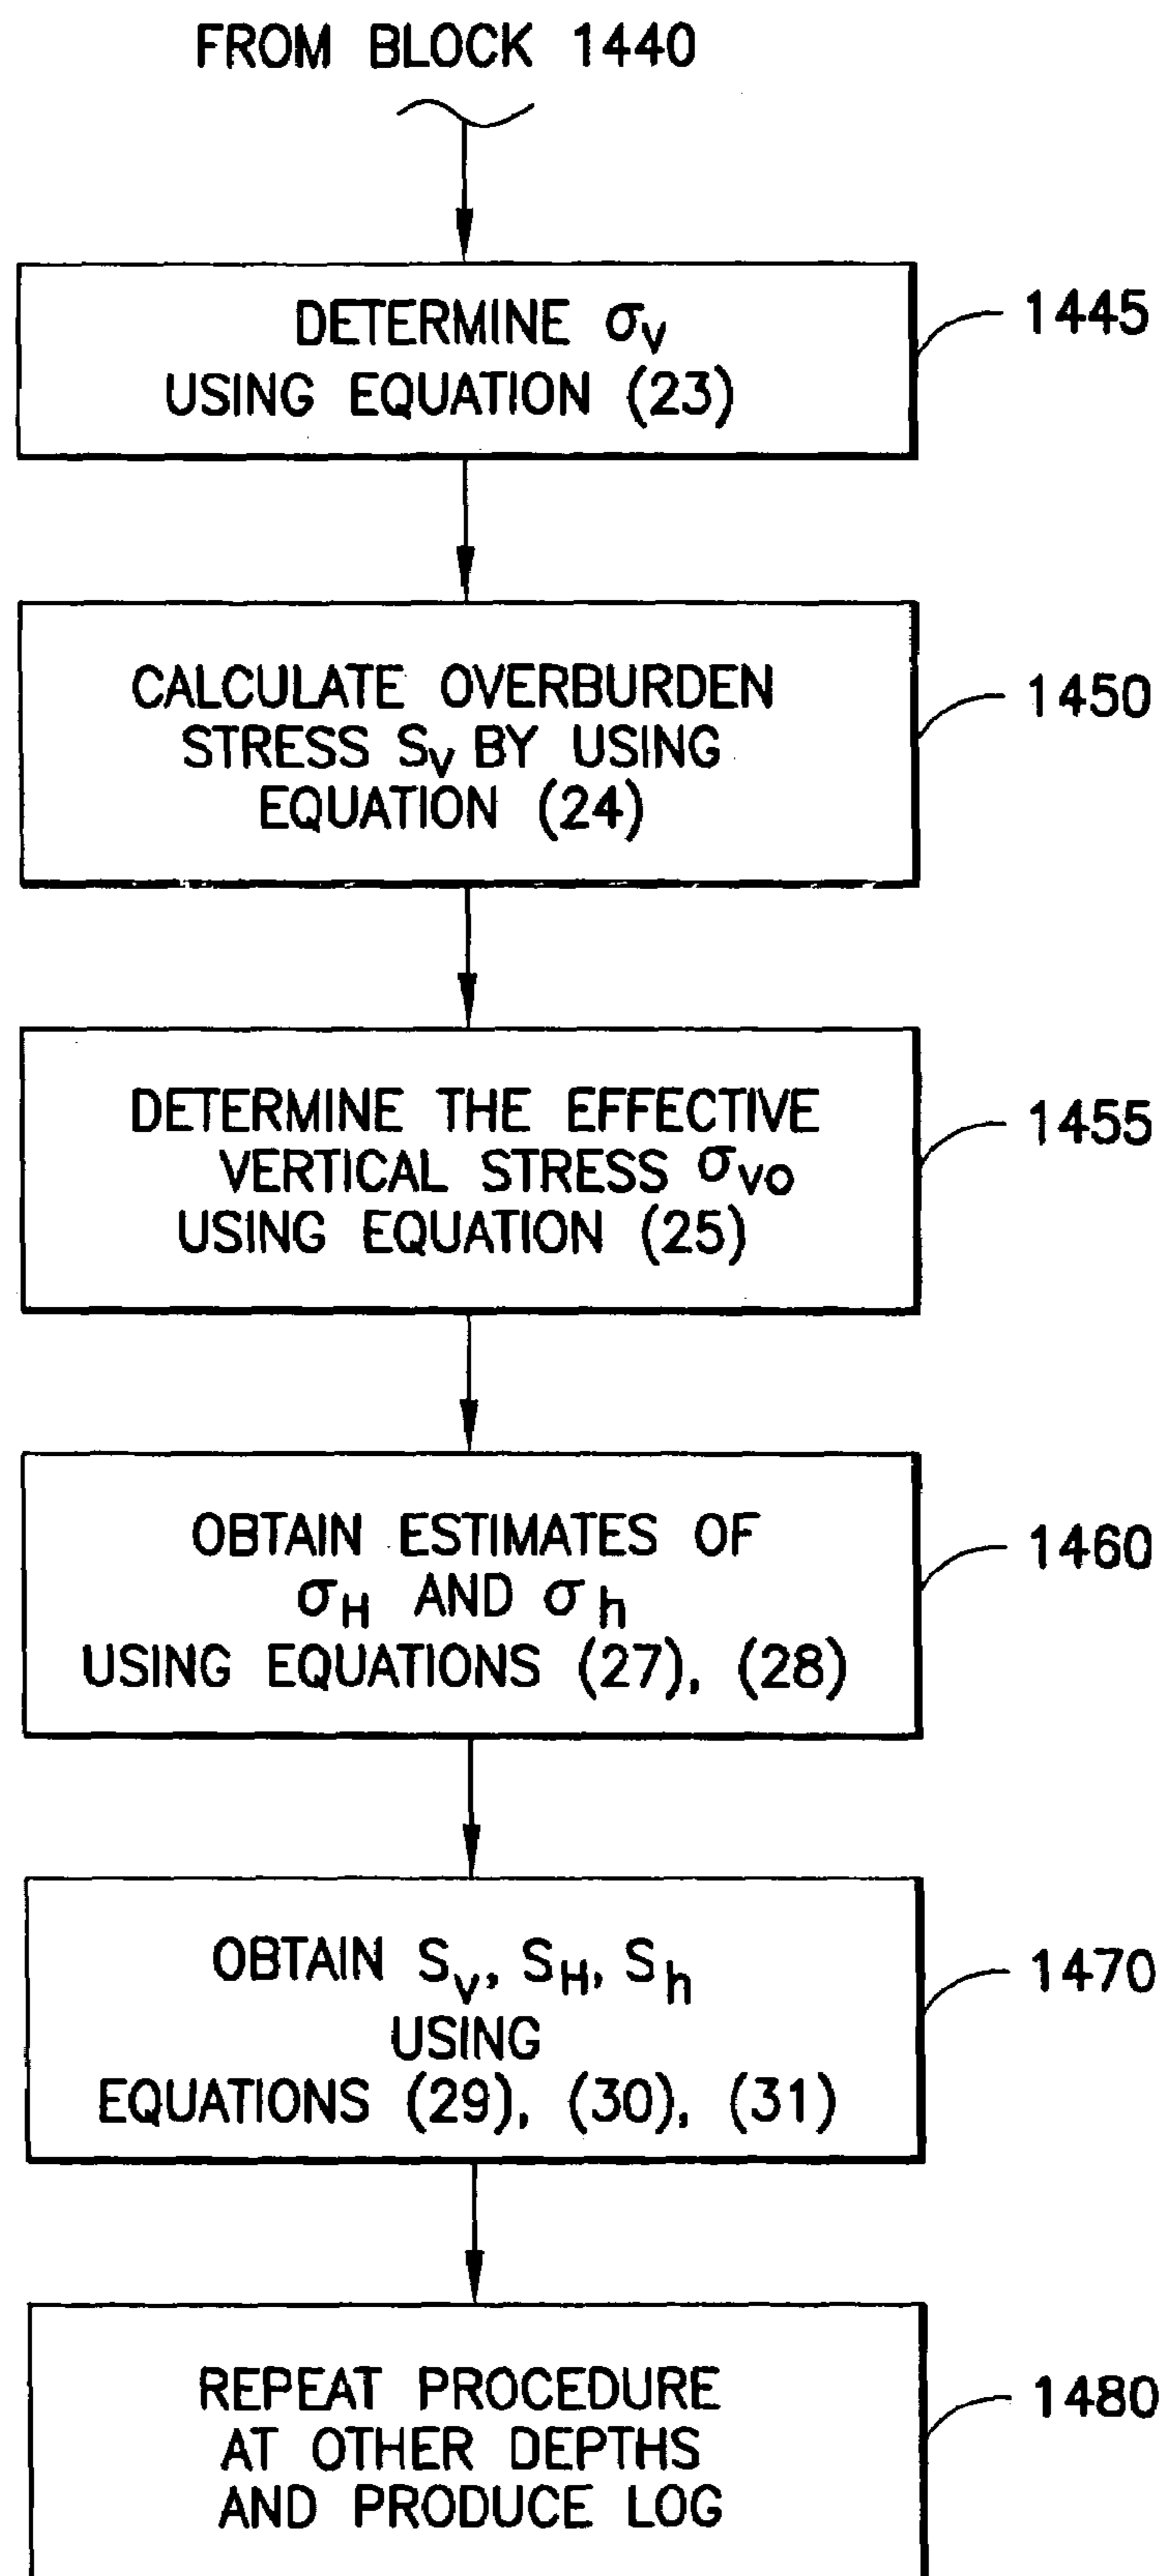 FROM BLOCK 1440
DETERMINE σV
USING EQUATION (23)
1445
CALCULATE OVERBURDEN
STRESS SV BY USING
EQUATION (24)
1450
DETERMINE THE EFFECTIVE
VERTICAL STRESS σVO
USING EQUATION (25)
1455
OBTAIN ESTIMATES OF
σH AND σh
USING EQUATIONS (27), (28)
1460
OBTAIN Sv, SH, Sh
USING
EQUATIONS (29), (30), (31)
1470
REPEAT PROCEDURE
AT OTHER DEPTHS
AND PRODUCE LOG
1480